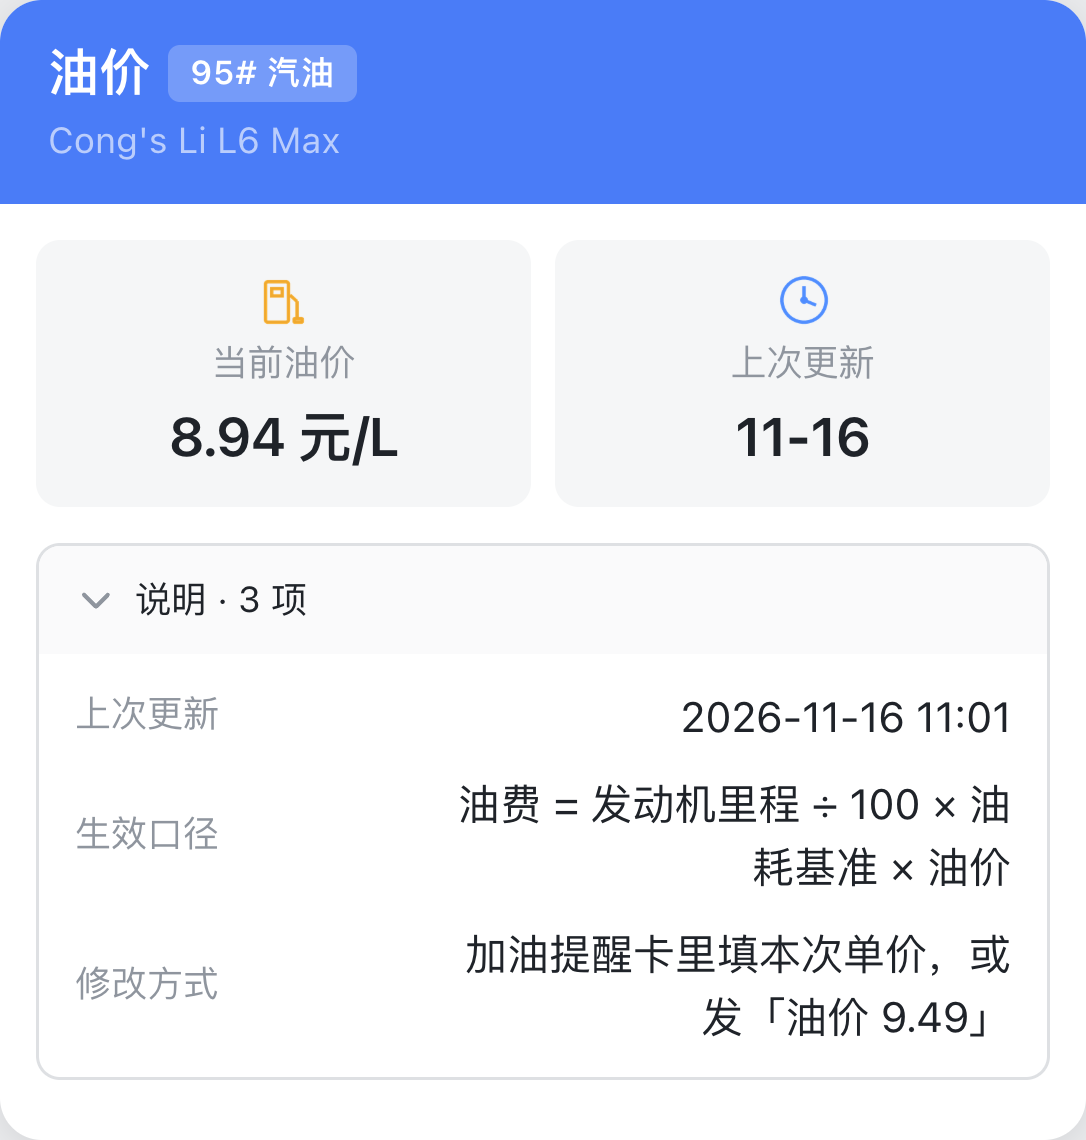 油价 95# 汽油
Cong's Li L6 Max
当前油价
8.94 元/L
上次更新
11-16
说明 · 3 项
上次更新
2026-11-16 11:01
生效口径
油费 = 发动机里程 ÷ 100 × 油
耗基准 × 油价
修改方式
加油提醒卡里填本次单价，或
发「油价 9.49」